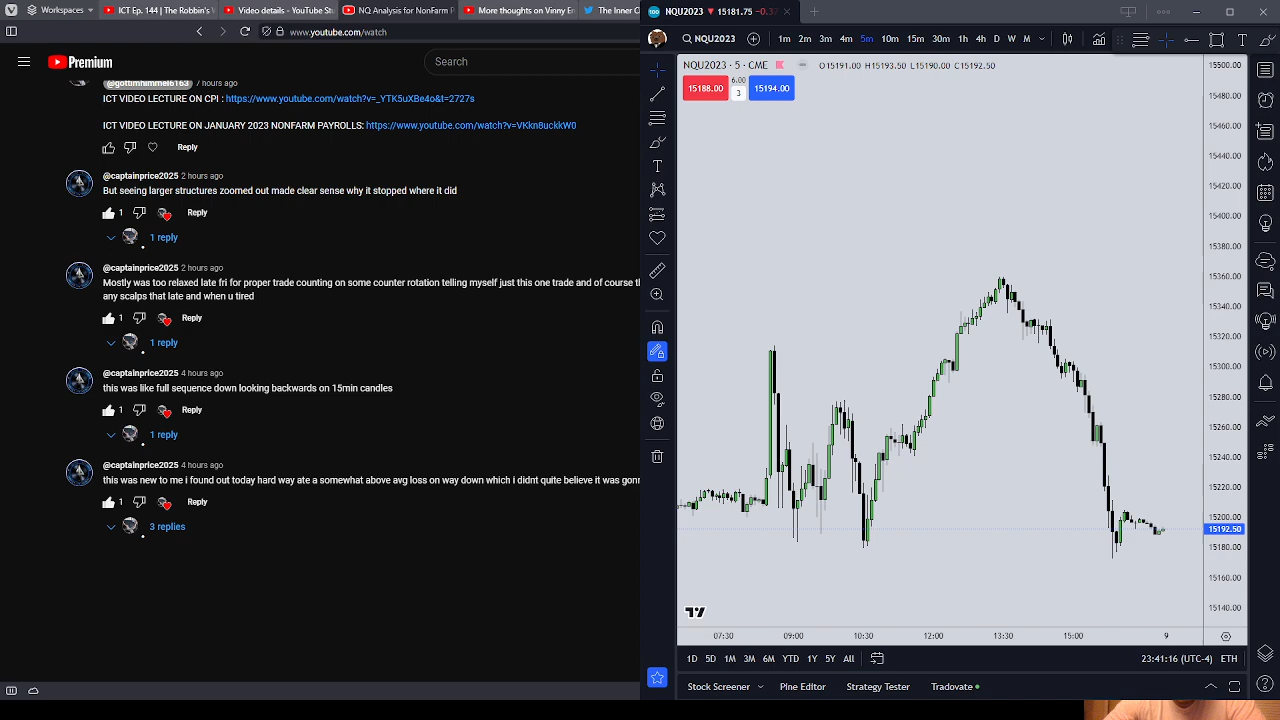 Workspaces
ICT Ep. 144 | The Robbin's W
Video details - YouTube St
NQ Analysis for NonFarm P
More thoughts on Vinny E
The Inner C
NQU2023 ▼ 15181.75 -0.3
www.youtube.com/watch
NQU2023
1m 2m 3m 4m 5m 10m 15m 30m 1h 4h D W M
Premium
Search
NQU2023 · 5 · CME
O15191.00 H15193.50 L15190.00 C15192.50
15188.00
6.00
3
15194.00
@gottimhimmel6163 7 hours ago
ICT VIDEO LECTURE ON CPI : https://www.youtube.com/watch?v=_YTK5uXBe4o&t=2727s
ICT VIDEO LECTURE ON JANUARY 2023 NONFARM PAYROLLS: https://www.youtube.com/watch?v=VKkn8uckkW0
Reply
@captainprice2025 2 hours ago
But seeing larger structures zoomed out made clear sense why it stopped where it did
1 Reply
1 reply
@captainprice2025 2 hours ago
Mostly was too relaxed late fri for proper trade counting on some counter rotation telling myself just this one trade and of course th
any scalps that late and when u tired
1 Reply
1 reply
@captainprice2025 4 hours ago
this was like full sequence down looking backwards on 15min candles
1 Reply
1 reply
@captainprice2025 4 hours ago
this was new to me i found out today hard way ate a somewhat above avg loss on way down which i didnt quite believe it was gonr
1 Reply
3 replies
15500.00
15480.00
15460.00
15440.00
15420.00
15400.00
15380.00
15360.00
15340.00
15320.00
15300.00
15280.00
15260.00
15240.00
15220.00
15200.00
15192.50
15180.00
15160.00
15140.00
07:30 09:00 10:30 12:00 13:30 15:00 9
1D 5D 1M 3M 6M YTD 1Y 5Y All
23:41:16 (UTC-4) ETH
Stock Screener Pine Editor Strategy Tester Tradovate